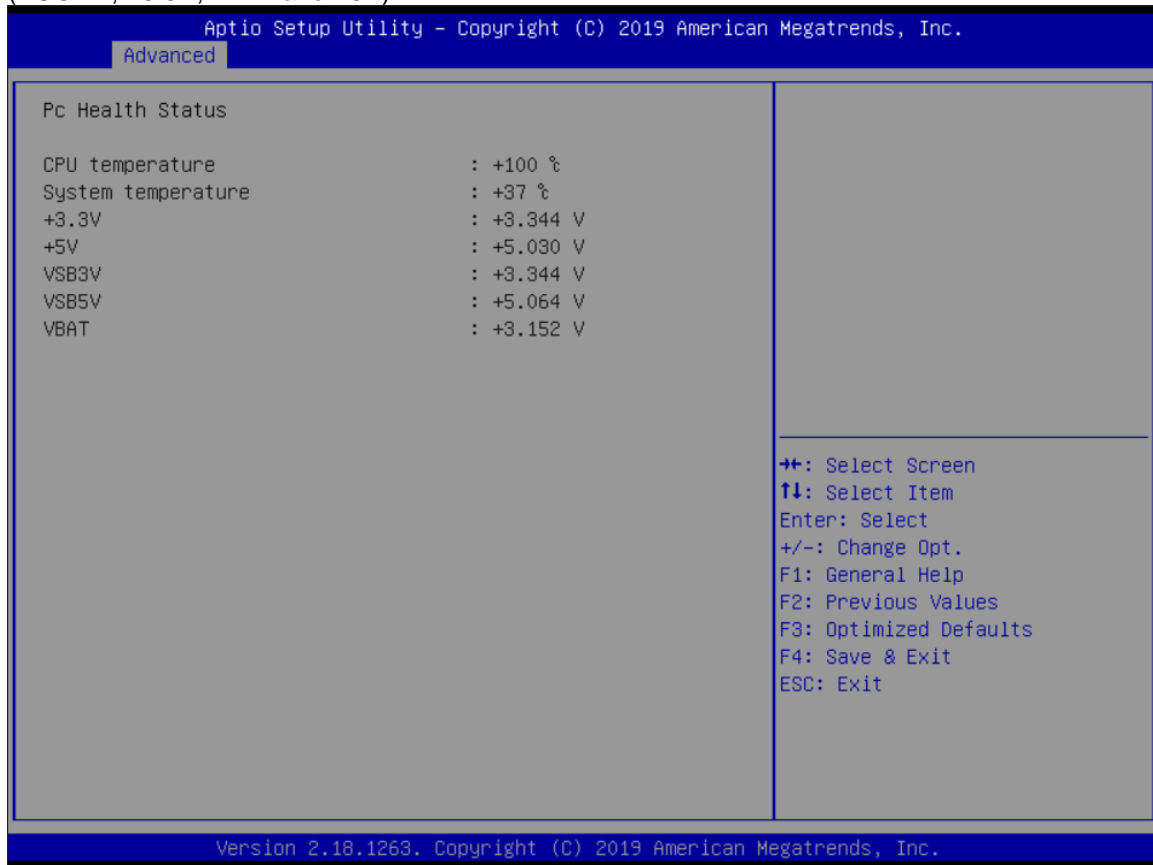 Aptio Setup Utility – Copyright (C) 2019 American Megatrends, Inc.
Advanced
Pc Health Status
CPU temperature : +100 ℃
System temperature : +37 ℃
+3.3V : +3.344 V
+5V : +5.030 V
VSB3V : +3.344 V
VSB5V : +5.064 V
VBAT : +3.152 V
→←: Select Screen
↑↓: Select Item
Enter: Select
+/-: Change Opt.
F1: General Help
F2: Previous Values
F3: Optimized Defaults
F4: Save & Exit
ESC: Exit
Version 2.18.1263. Copyright (C) 2019 American Megatrends, Inc.